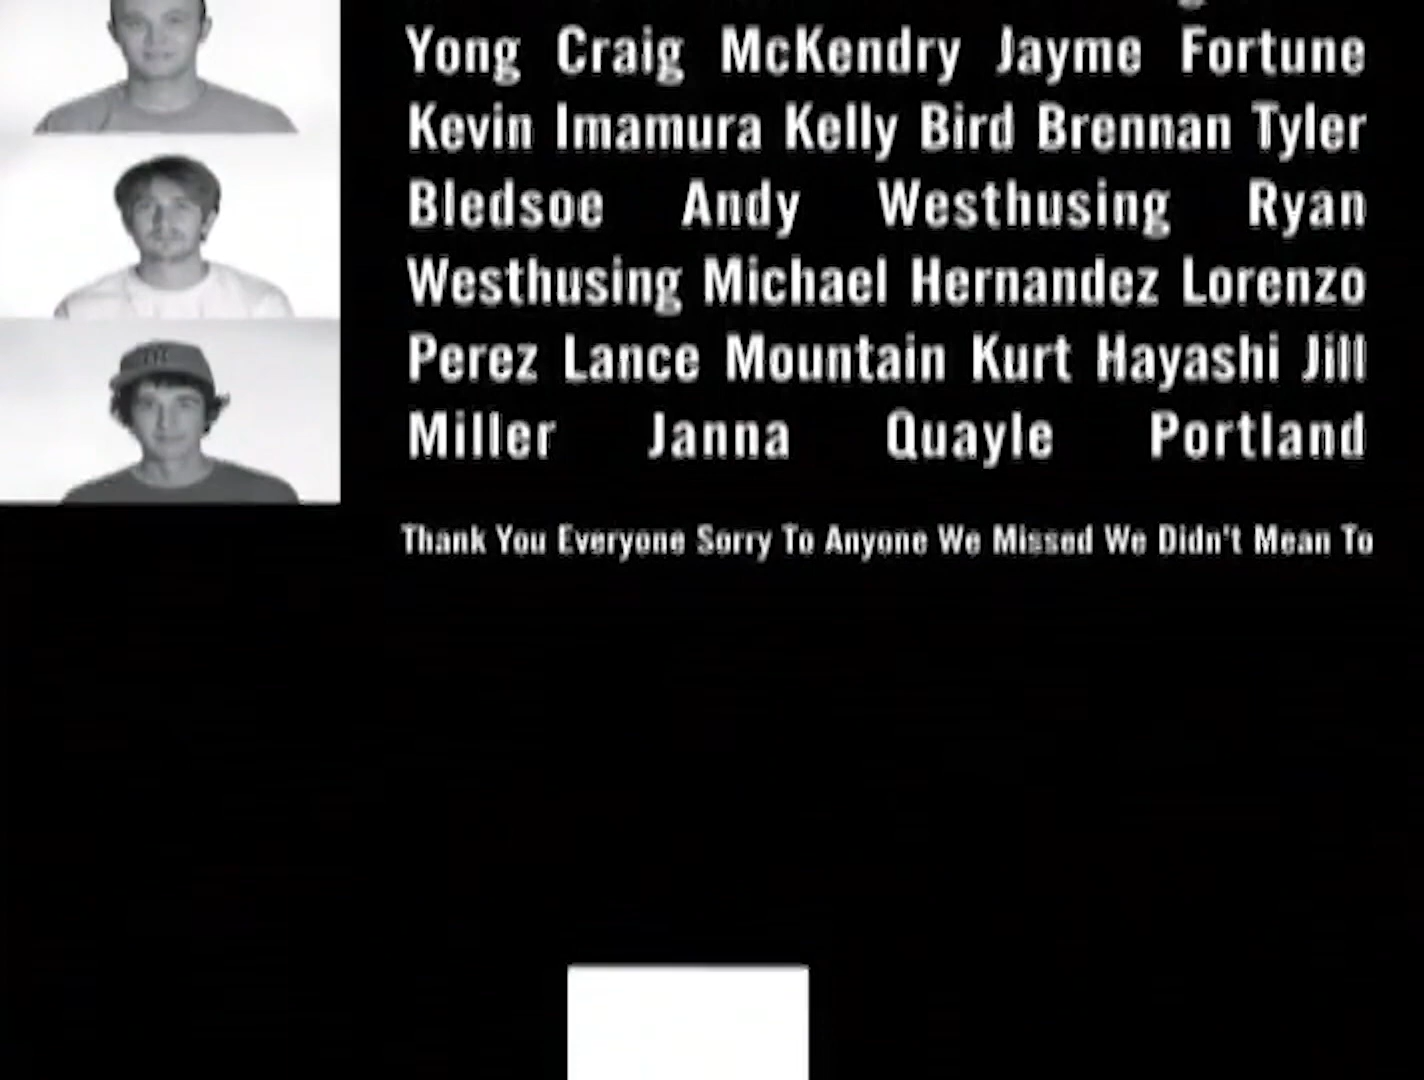 Yong Craig McKendry Jayme Fortune
Kevin Imamura Kelly Bird Brennan Tyler
Bledsoe Andy Westhusing Ryan
Westhusing Michael Hernandez Lorenzo
Perez Lance Mountain Kurt Hayashi Jill
Miller Janna Quayle Portland
Thank You Everyone Sorry To Anyone We Missed We Didn't Mean To